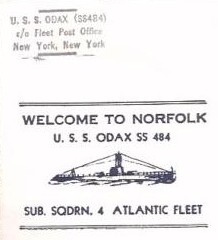 U. S. S. ODAX (SS484)
c/o Fleet Post Office
New York, New York
WELCOME TO NORFOLK
U. S. S. ODAX SS 484
SUB. SQDRN. 4 ATLANTIC FLEET